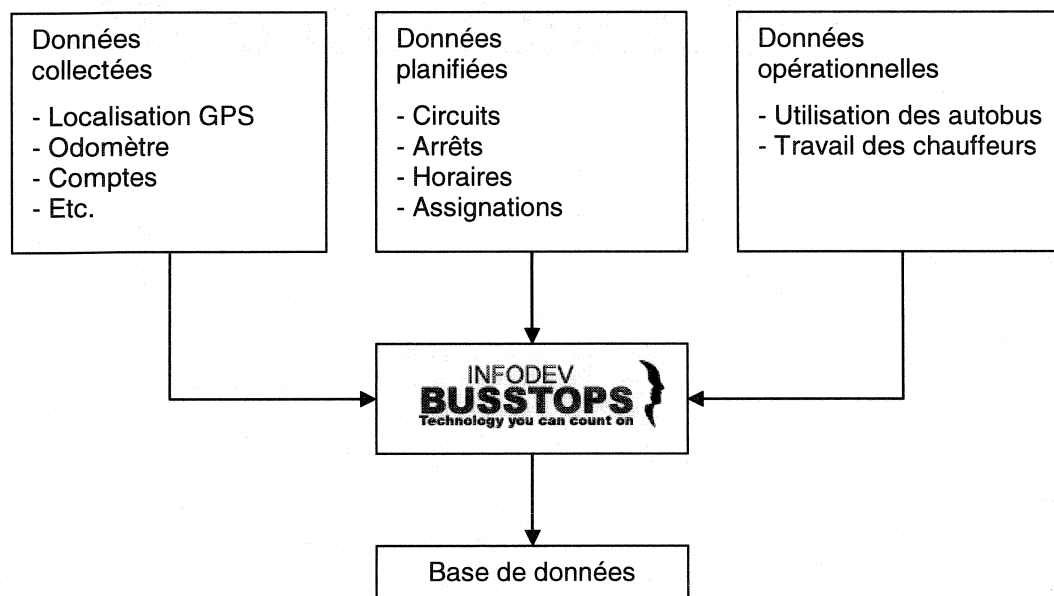 Données
collectées
- Localisation GPS
- Odomètre
- Comptes
- Etc.
Données
planifiées
- Circuits
- Arrêts
- Horaires
- Assignations
Données
opérationnelles
- Utilisation des autobus
- Travail des chauffeurs
INFODEV
BUSSTOPS
Technology you can count on
Base de données